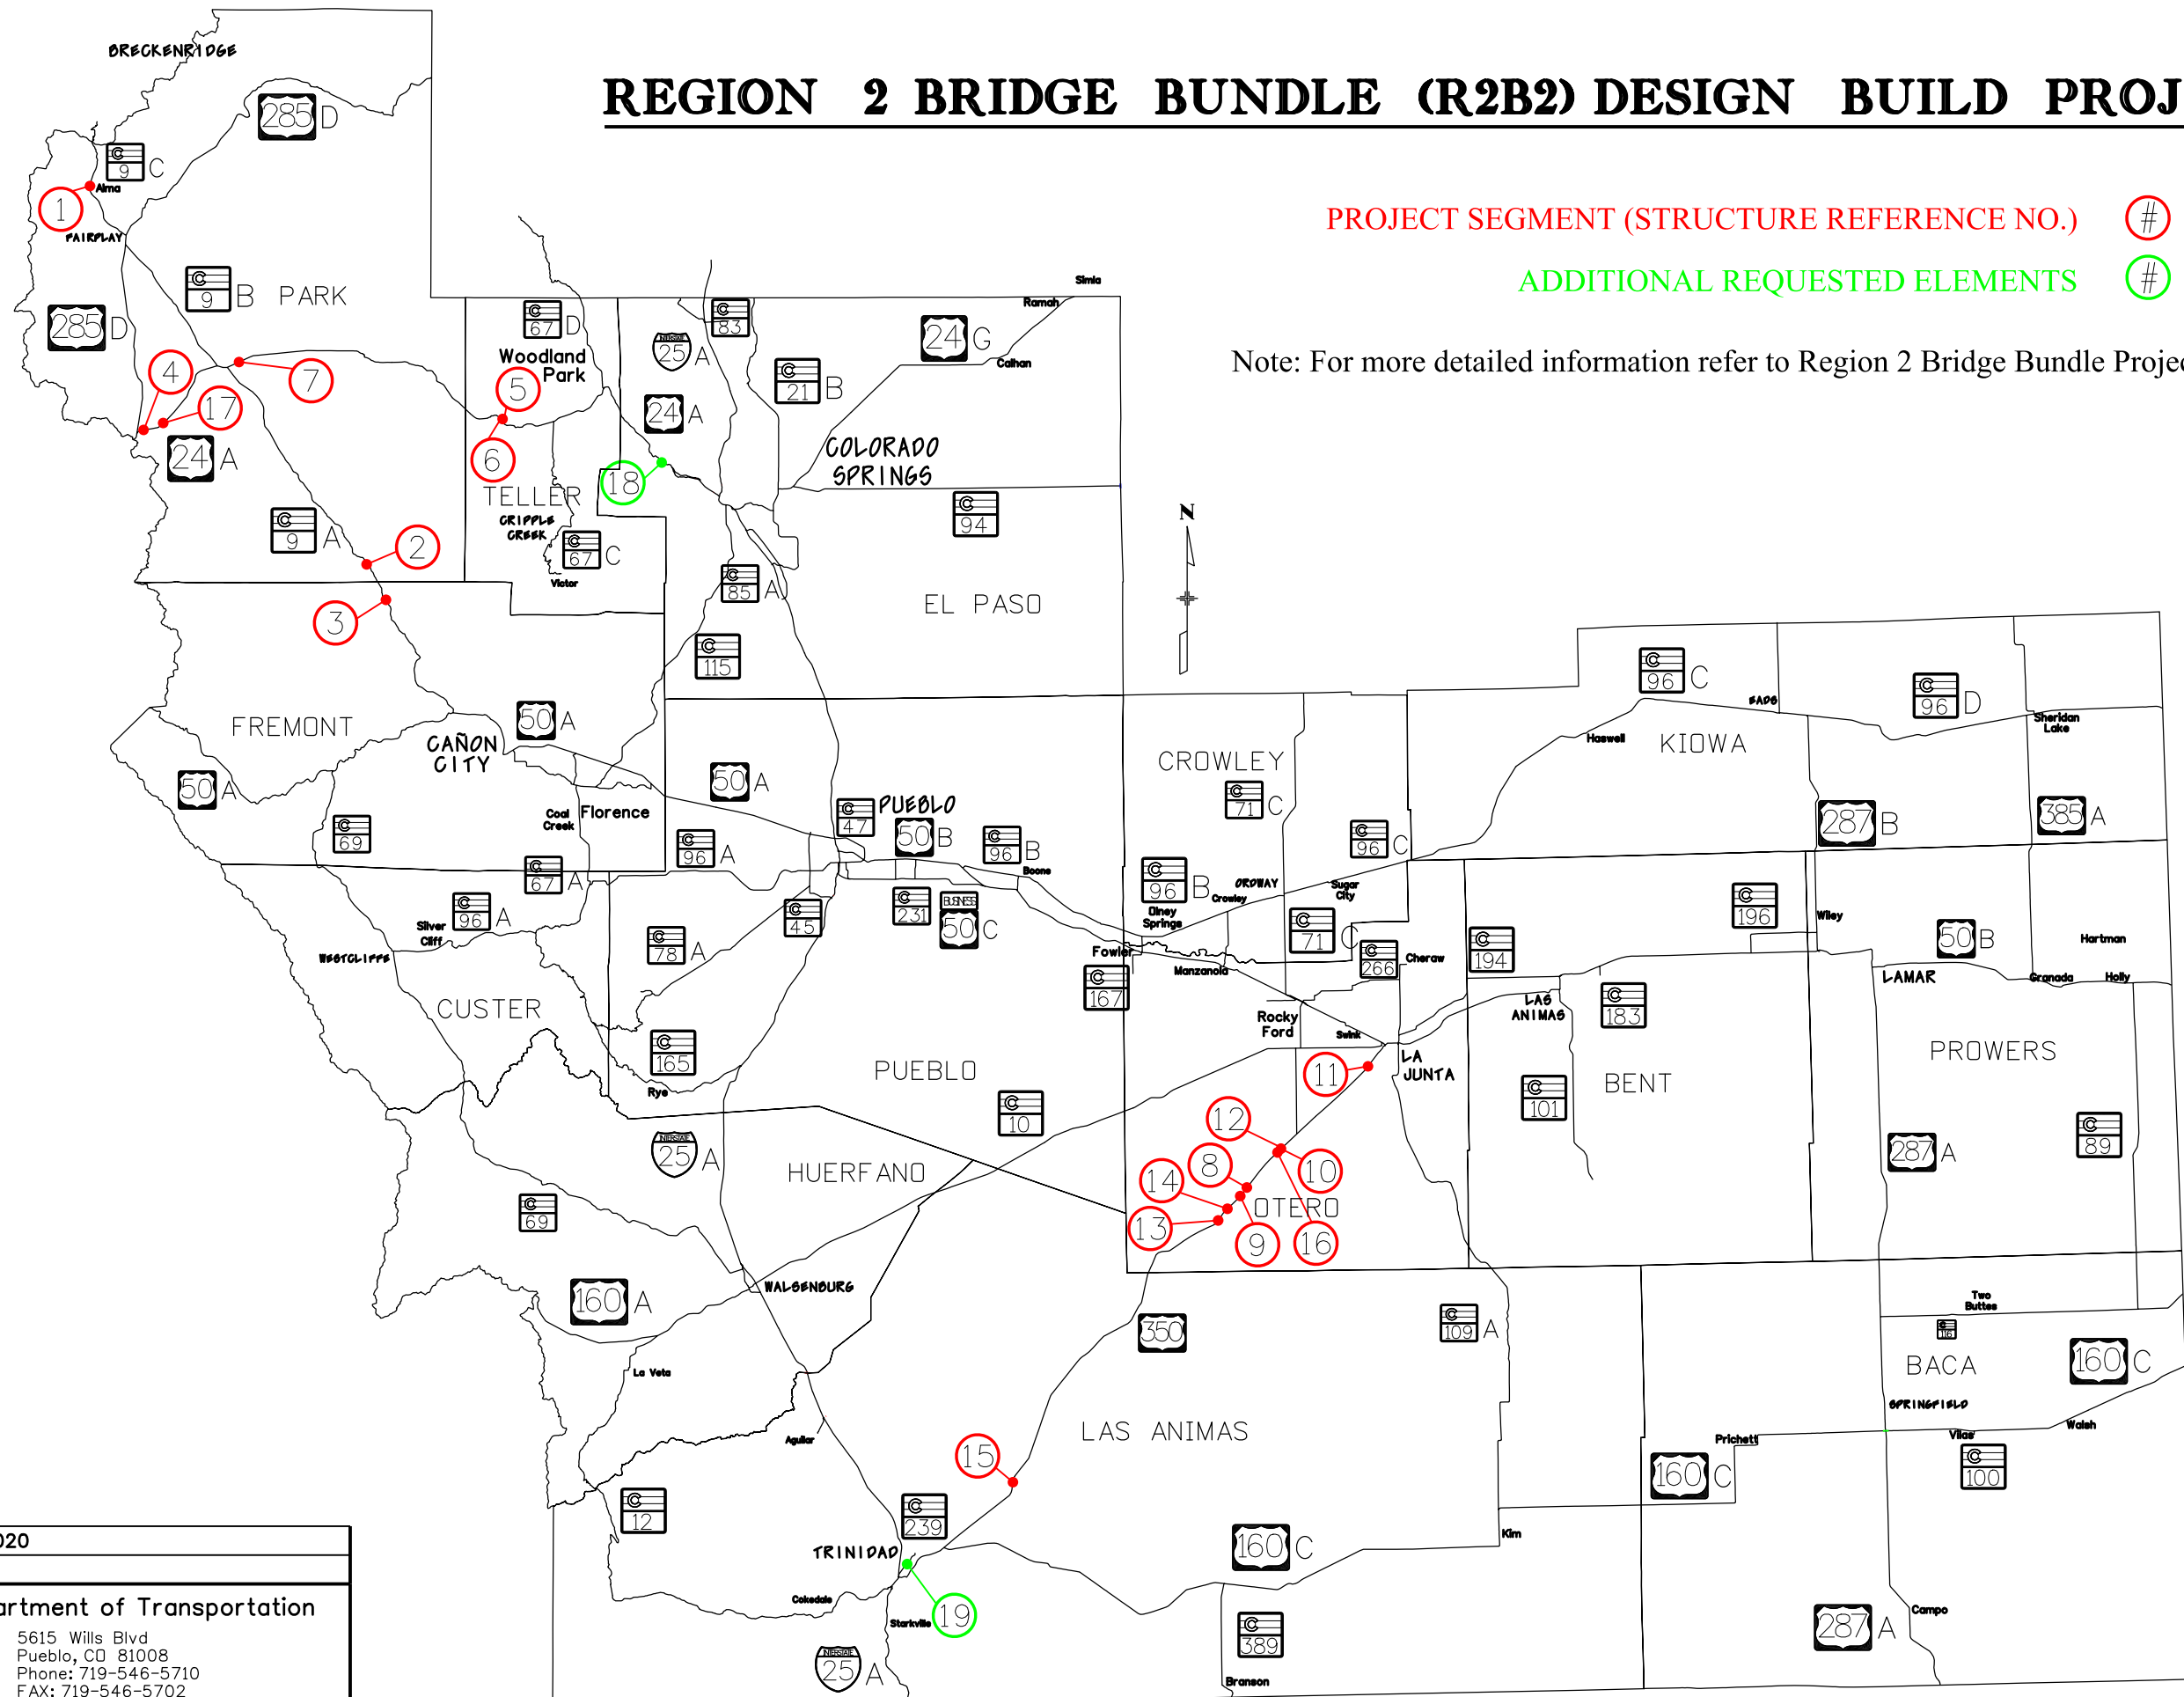 REGION 2 BRIDGE BUNDLE (R2B2) DESIGN BUILD PROJ
PROJECT SEGMENT (STRUCTURE REFERENCE NO.) #
ADDITIONAL REQUESTED ELEMENTS #
Note: For more detailed information refer to Region 2 Bridge Bundle Projec
BRECKENRIDGE
285 D
C 9 C
Alma
1
FAIRPLAY
C 9 B
PARK
285 D
4
7
17
24 A
C 9 A
2
3
C 67 D
Woodland
Park
5
6
TELLER
CRIPPLE
CREEK
C 67 C
Victor
18
INTERSTATE 25 A
C 83
24 A
C 21 B
24 G
Simla
Ramah
Calhan
COLORADO
SPRINGS
C 94
C 85 A
C 115
EL PASO
N
FREMONT
50 A
CAÑON
CITY
50 A
C 69
Coal
Creek
Florence
C 67 A
Silver
Cliff
C 96 A
WESTCLIFFE
CUSTER
50 A
C 96 A
C 47
PUEBLO
50 B
C 96 B
Boone
C 45
C 231
BUSINESS
50 C
C 78 A
C 165
Rye
PUEBLO
C 10
CROWLEY
C 71 C
C 96 C
C 96 B
ORDWAY
Crowley
Sugar
City
Olney
Springs
C 71 C
Fowler
Manzanola
C 167
C 266
Cheraw
Rocky
Ford
Swink
LA
JUNTA
11
12
8
10
14
13
9
16
OTERO
C 96 C
EADS
C 96 D
Sheridan
Lake
Haswell
KIOWA
287 B
385 A
C 196
Wiley
C 194
50 B
Hartman
LAMAR
Granada
Holly
LAS
ANIMAS
C 183
C 101
BENT
PROWERS
287 A
C 89
INTERSTATE 25 A
HUERFANO
C 69
160 A
WALSENBURG
La Veta
Aguilar
350
C 109 A
LAS ANIMAS
15
C 12
C 239
TRINIDAD
Cokedale
Starkville
19
INTERSTATE 25 A
160 C
C 389
Branson
Kim
Two
Buttes
C 116
BACA
160 C
SPRINGFIELD
Vilas
Walsh
Prichett
160 C
C 100
287 A
Campo
020
artment of Transportation
5615 Wills Blvd
Pueblo, CO 81008
Phone: 719-546-5710
FAX: 719-546-5702